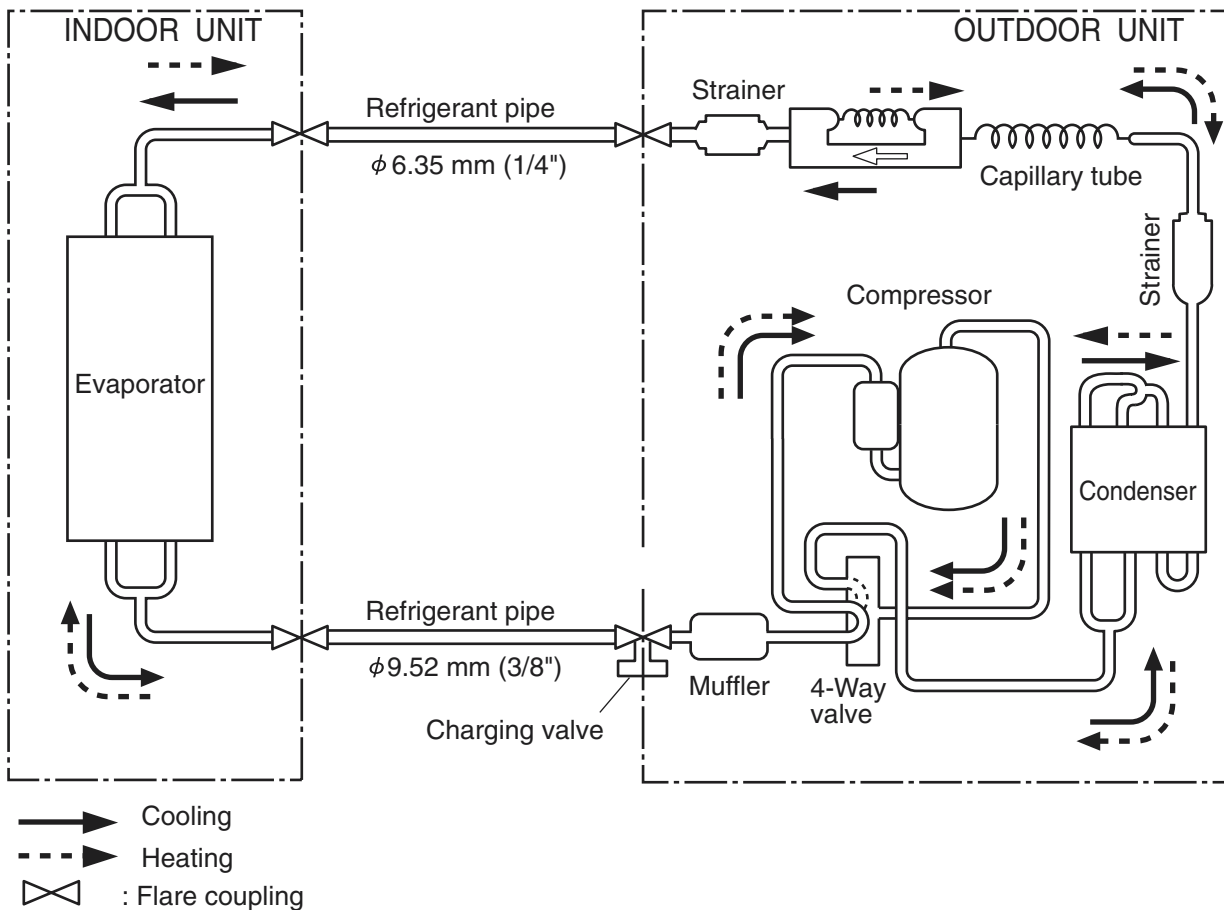 INDOOR UNIT
OUTDOOR UNIT
Refrigerant pipe
ϕ6.35 mm (1/4")
Strainer
Capillary tube
Strainer
Compressor
Evaporator
Condenser
Refrigerant pipe
ϕ9.52 mm (3/8")
Charging valve
Muffler
4-Way
valve
Cooling
Heating
: Flare coupling